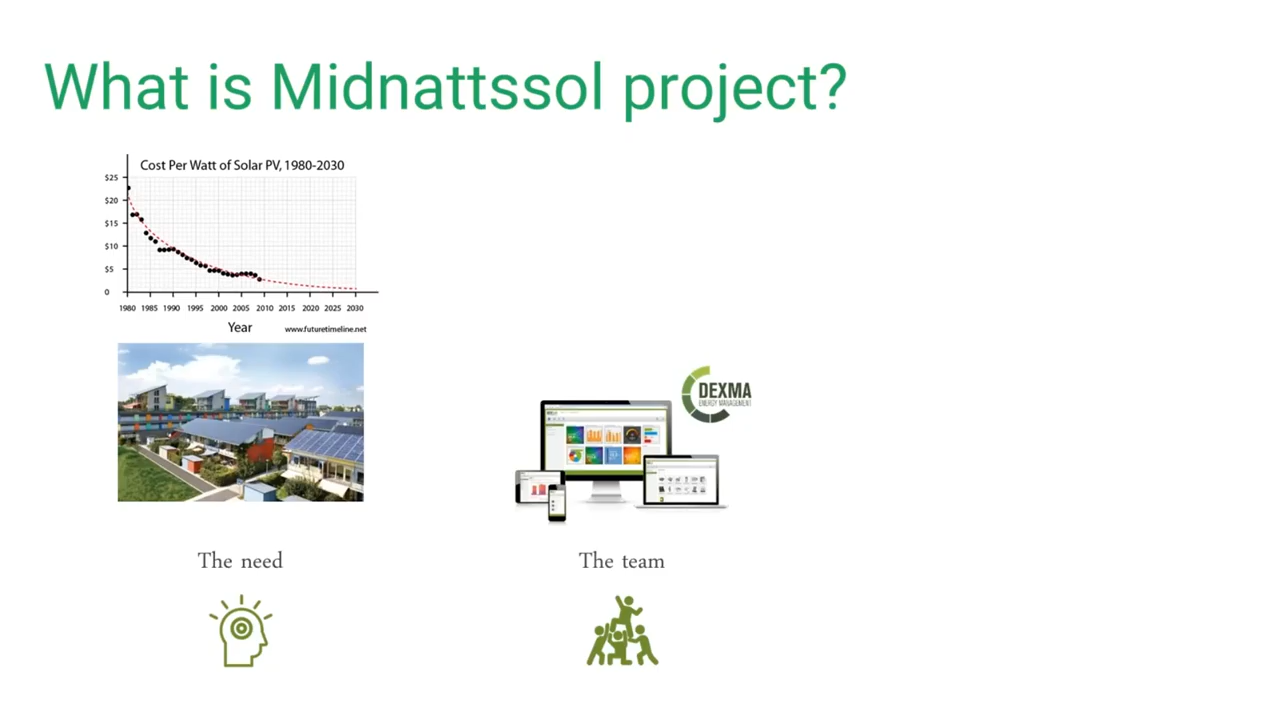 What is Midnattssol project?
Cost Per Watt of Solar PV, 1980-2030
$25
$20
$15
$10
$5
0
1980 1985 1990 1995 2000 2005 2010 2015 2020 2025 2030
Year
www.futuretimeline.net
DEXMA
ENERGY MANAGEMENT
The need
The team